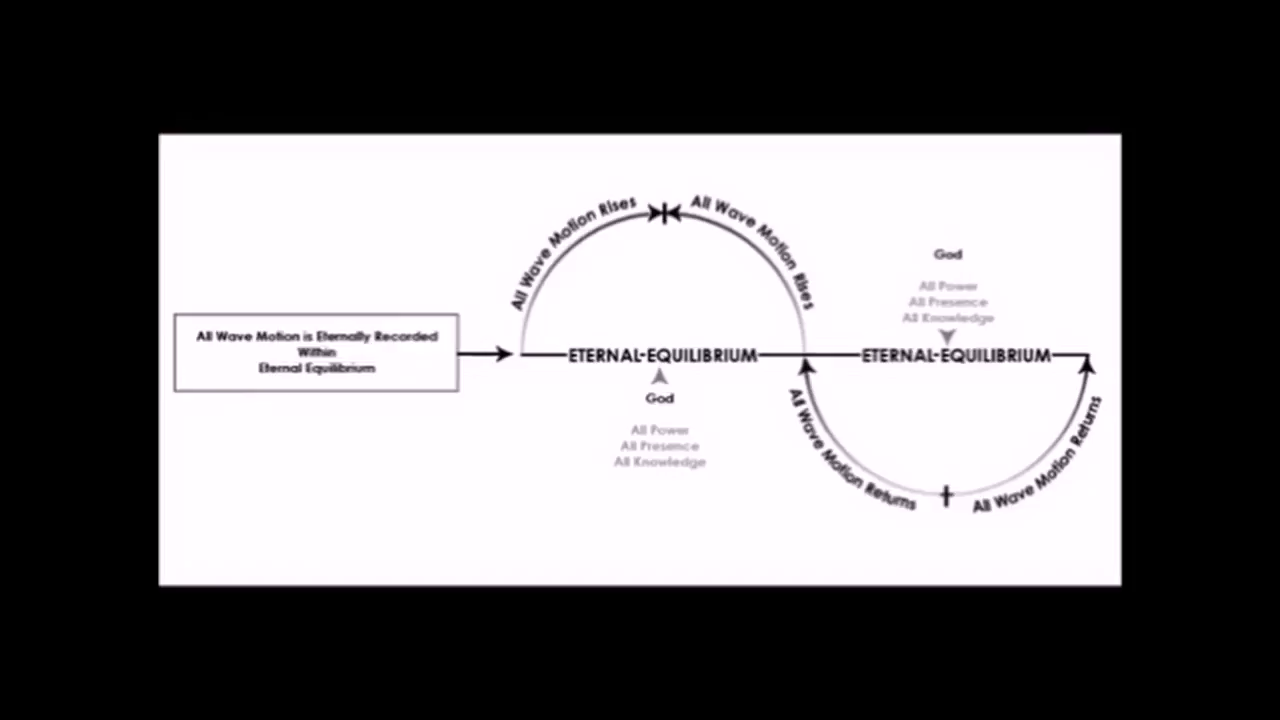 All Wave Motion is Eternally Recorded
Within
Eternal Equilibrium
All Wave Motion Rises
All Wave Motion Rises
ETERNAL-EQUILIBRIUM
God
All Power
All Presence
All Knowledge
God
All Power
All Presence
All Knowledge
ETERNAL-EQUILIBRIUM
All Wave Motion Returns
All Wave Motion Returns